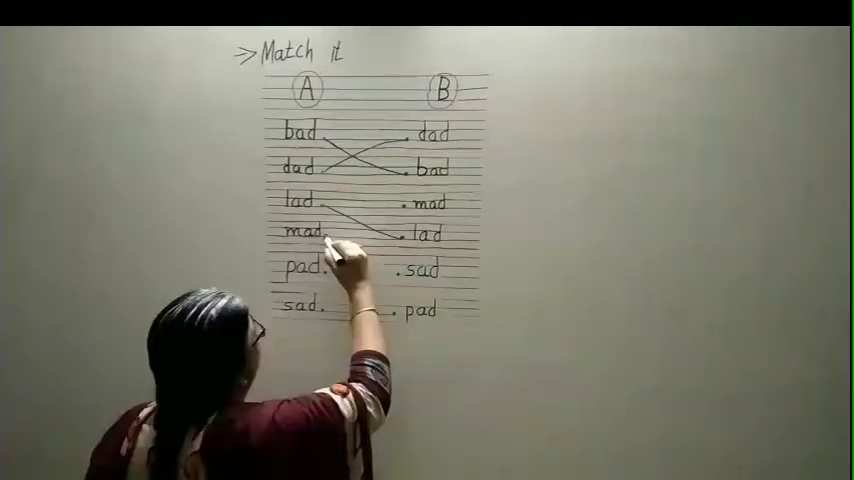 ⇒ Match it
A B
bad. .dad
dad. .bad
lad. .mad
mad. .lad
pad. .sad
sad. .pad